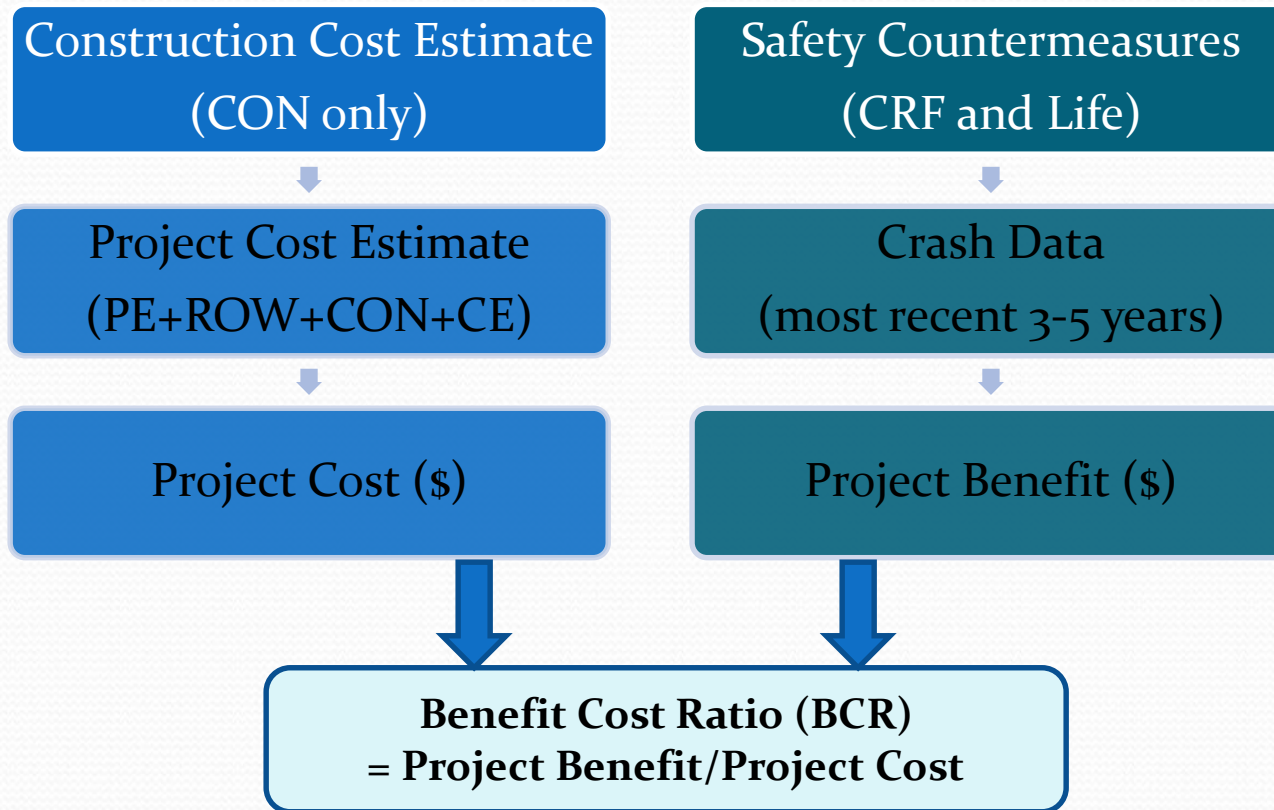 Construction Cost Estimate
(CON only)
Project Cost Estimate
(PE+ROW+CON+CE)
Project Cost ($)
Safety Countermeasures
(CRF and Life)
Crash Data
(most recent 3-5 years)
Project Benefit ($)
Benefit Cost Ratio (BCR)
= Project Benefit/Project Cost